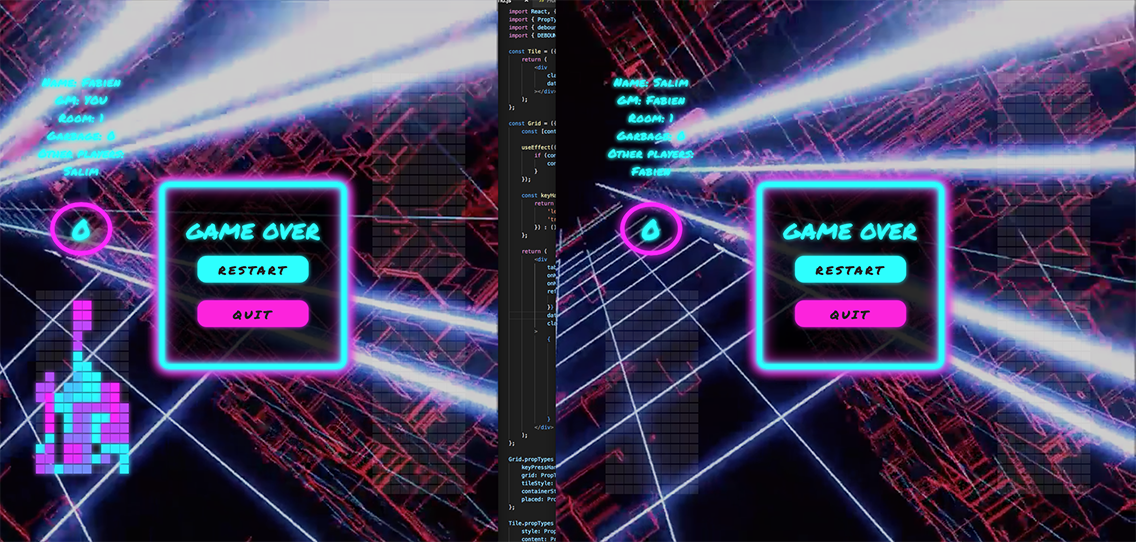 Name: Fabien
GM: YOU
Room: 1
Garbage: 0
Other players:
Salim
0
GAME OVER
RESTART
QUIT
import React, {
import { PropTy
import { deboun
import { DEBOUN
const Tile = ({
return (
<div
cla
dat
></div>
);
};
const Grid = ({
const [cont
useEffect((
if (con
con
}
});
const keyHa
return
'le
'tr
}) : ()
};
return (
<div
tab
onK
onK
ref
})
dat
cla
>
{
}
</div>
);
};
Grid.propTypes
keyPressHan
grid: PropT
tileStyle:
containerSt
placed: Pro
};
Tile.propTypes
style: Prop
content: Pr
Name: Salim
GM: Fabien
Room: 1
Garbage: 0
Other players:
Fabien
0
GAME OVER
RESTART
QUIT